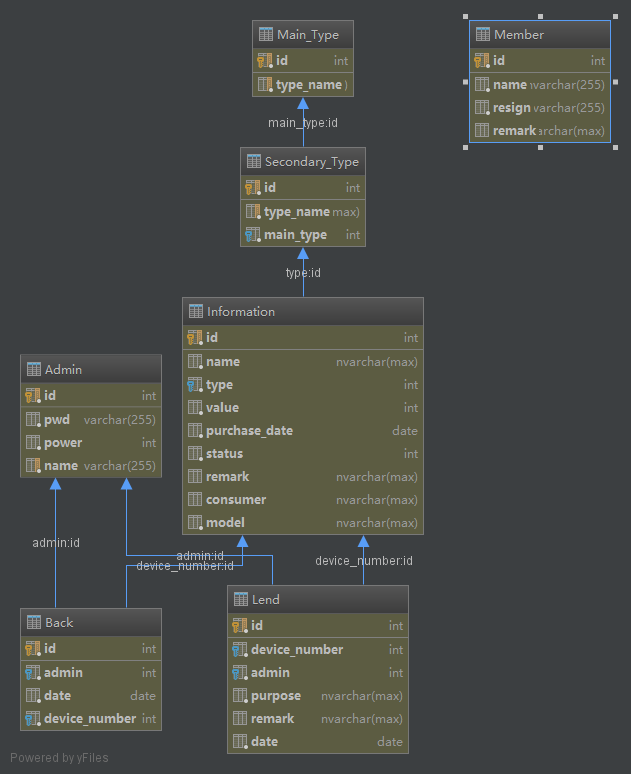 Main_Type
id int
type_name )
main_type:id
Member
id int
name nvarchar(255)
resign nvarchar(255)
remark varchar(max)
Secondary_Type
id int
type_name max)
main_type int
type:id
Information
id int
name nvarchar(max)
type int
value int
purchase_date date
status int
remark nvarchar(max)
consumer nvarchar(max)
model nvarchar(max)
Admin
id int
pwd varchar(255)
power int
name varchar(255)
admin:id
admin:id
device_number:id
device_number:id
Back
id int
admin int
date date
device_number int
Lend
id int
device_number int
admin int
purpose nvarchar(max)
remark nvarchar(max)
date date
Powered by yFiles